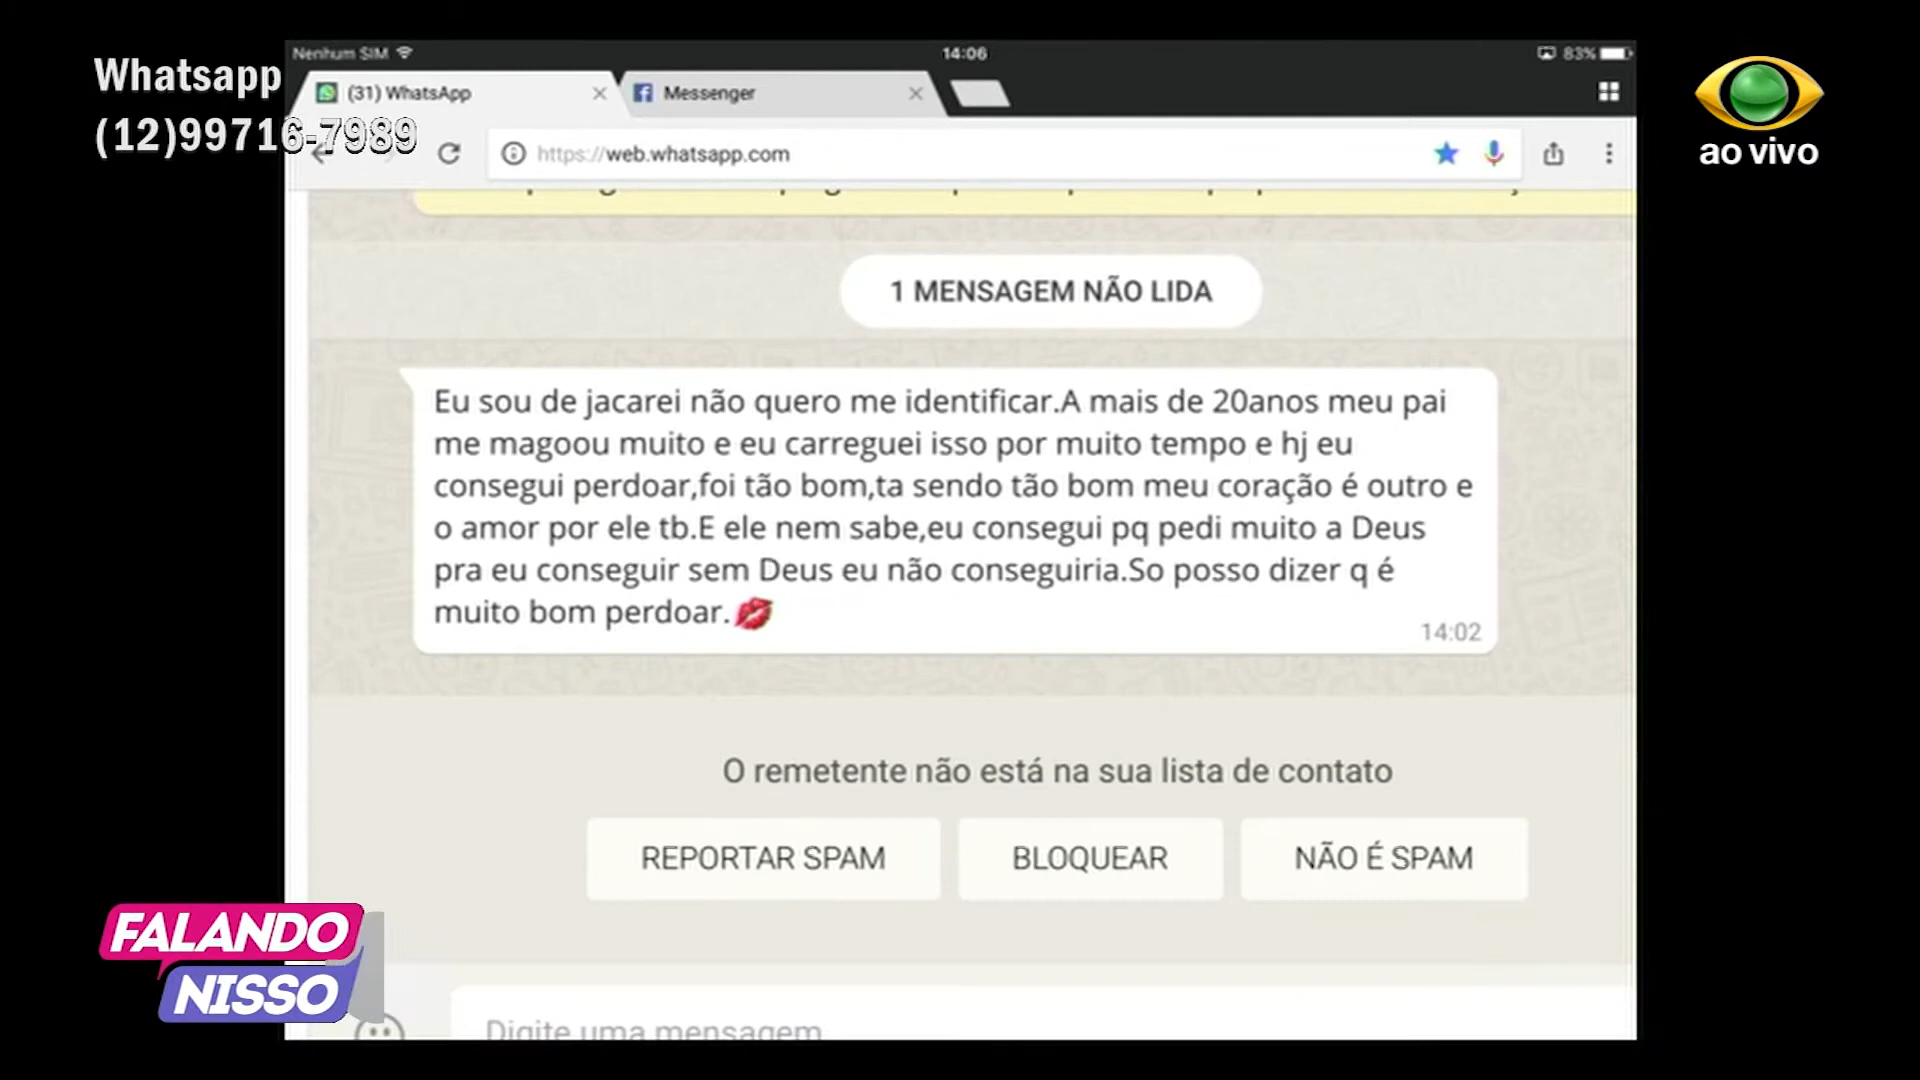 Whatsapp
(12)99716-7989
ao vivo
Nenhum SIM
14:06
83%
(31) WhatsApp
Messenger
https://web.whatsapp.com
1 MENSAGEM NÃO LIDA
Eu sou de jacarei não quero me identificar.A mais de 20anos meu pai
me magoou muito e eu carreguei isso por muito tempo e hj eu
consegui perdoar,foi tão bom,ta sendo tão bom meu coração é outro e
o amor por ele tb.E ele nem sabe,eu consegui pq pedi muito a Deus
pra eu conseguir sem Deus eu não conseguiria.So posso dizer q é
muito bom perdoar.💋
14:02
O remetente não está na sua lista de contato
REPORTAR SPAM
BLOQUEAR
NÃO É SPAM
FALANDO
NISSO
Digite uma mensagem